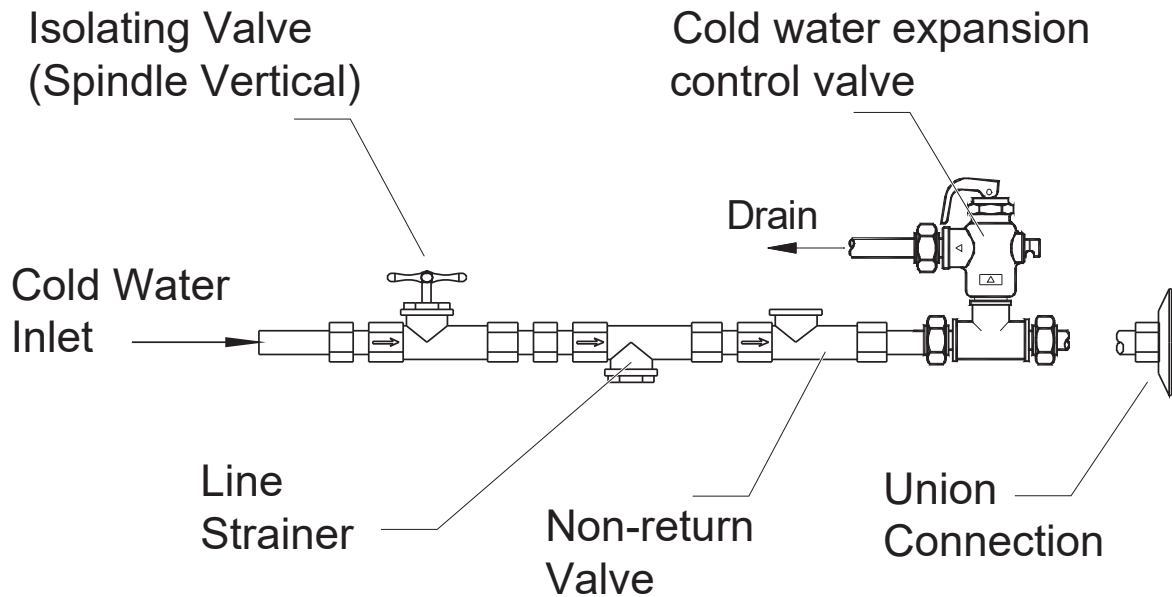 Isolating Valve
(Spindle Vertical)
Cold water expansion
control valve
Drain
Cold Water
Inlet
Line
Strainer
Non-return
Valve
Union
Connection